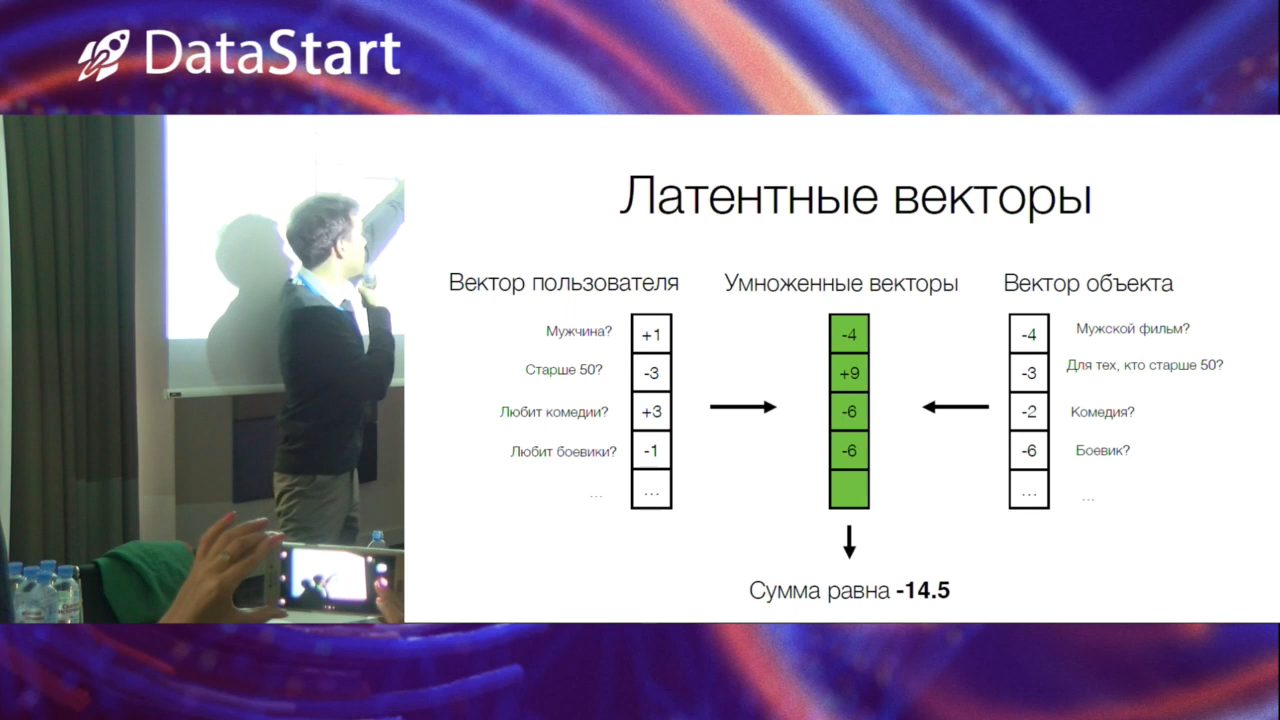 DataStart
Латентные векторы
Вектор пользователя
Умноженные векторы
Вектор объекта
Мужчина? +1
-4
-4 Мужской фильм?
Старше 50? -3
+9
-3 Для тех, кто старше 50?
Любит комедии? +3
-6
-2 Комедия?
Любит боевики? -1
-6
-6 Боевик?
... ...
... ...
Сумма равна -14.5